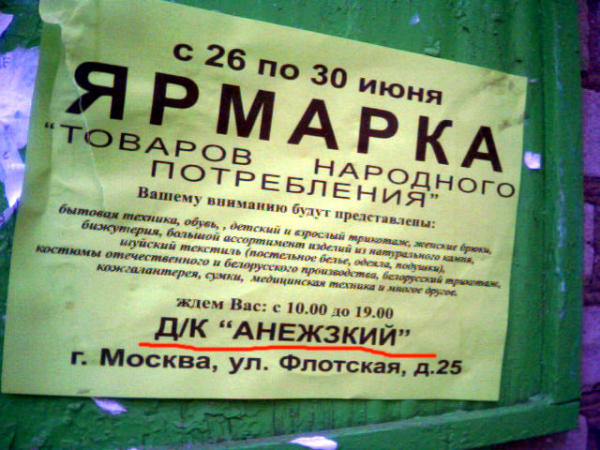 с 26 по 30 июня
ЯРМАРКА
“ТОВАРОВ НАРОДНОГО
ПОТРЕБЛЕНИЯ”
Вашему вниманию будут представлены:
бытовая техника, обувь, , детский и взрослый трикотаж, женские брюки,
бижутерия, большой ассортимент изделий из натурального камня,
шуйский текстиль (постельное белье, одеяла, подушки),
костюмы отечественного и белорусского производства, белорусский трикотаж,
кожгалантерея, сумки, медицинская техника и многое другое.
ждем Вас: с 10.00 до 19.00
Д/К “АНЕЖЗКИЙ”
г. Москва, ул. Флотская, д.25